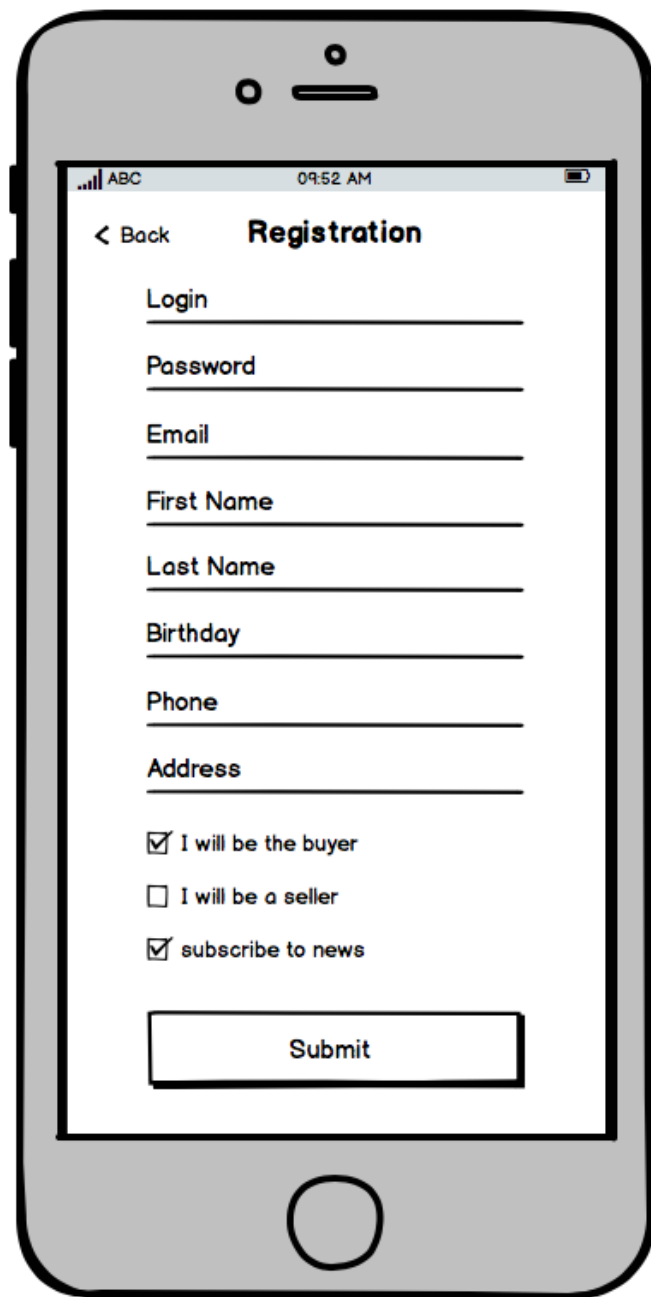 ABC 09:52 AM
< Back Registration
Login
Password
Email
First Name
Last Name
Birthday
Phone
Address
I will be the buyer
I will be a seller
subscribe to news
Submit